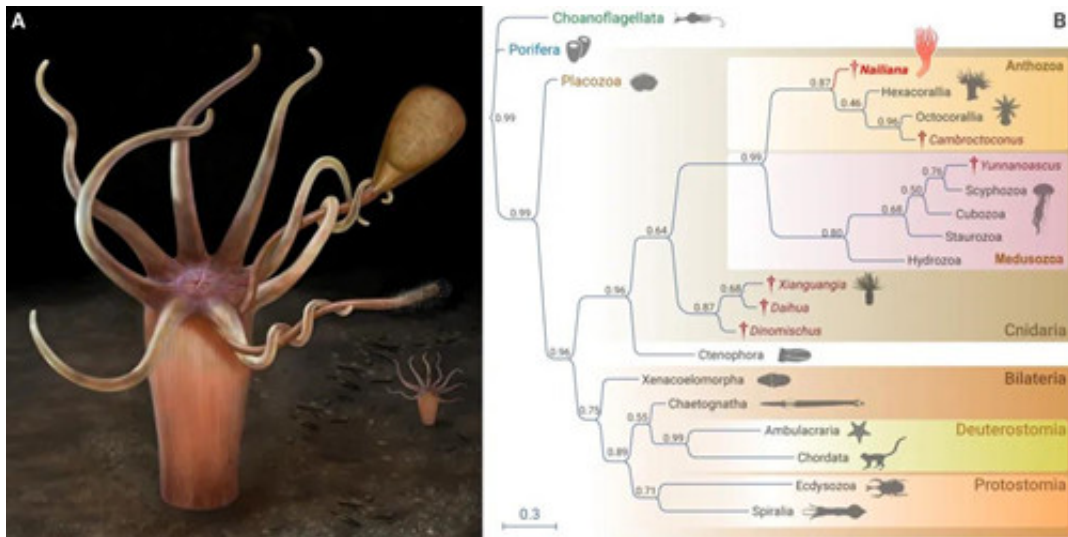 A
B
Choanoflagellata
Porifera
Placozoa
0.99
0.99
† Nailiana
Anthozoa
0.87
Hexacorallia
0.46
Octocorallia
0.96
† Cambroctoconus
0.99
† Yunnanoascus
0.76
Scyphozoa
0.50
Cubozoa
0.68
Staurozoa
0.80
Hydrozoa
Medusozoa
0.64
† Xianguangia
0.68
† Daihua
0.87
† Dinomischus
Cnidaria
0.96
Ctenophora
0.96
Xenacoelomorpha
Bilateria
0.75
Chaetognatha
0.55
Ambulacraria
Deuterostomia
0.99
Chordata
0.89
Ecdysozoa
Protostomia
0.71
Spiralia
0.3